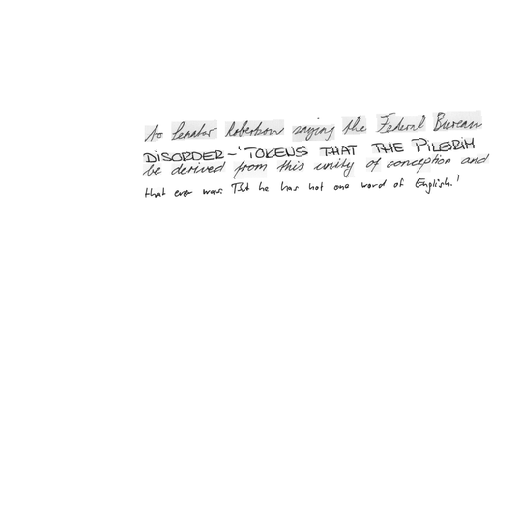 to Senator Robertson saying the Federal Bureau
DISORDER - 'TOKENS THAT THE PILGRIM
be derived from this unity of conception and
that ever was. But he has not one word of English.'